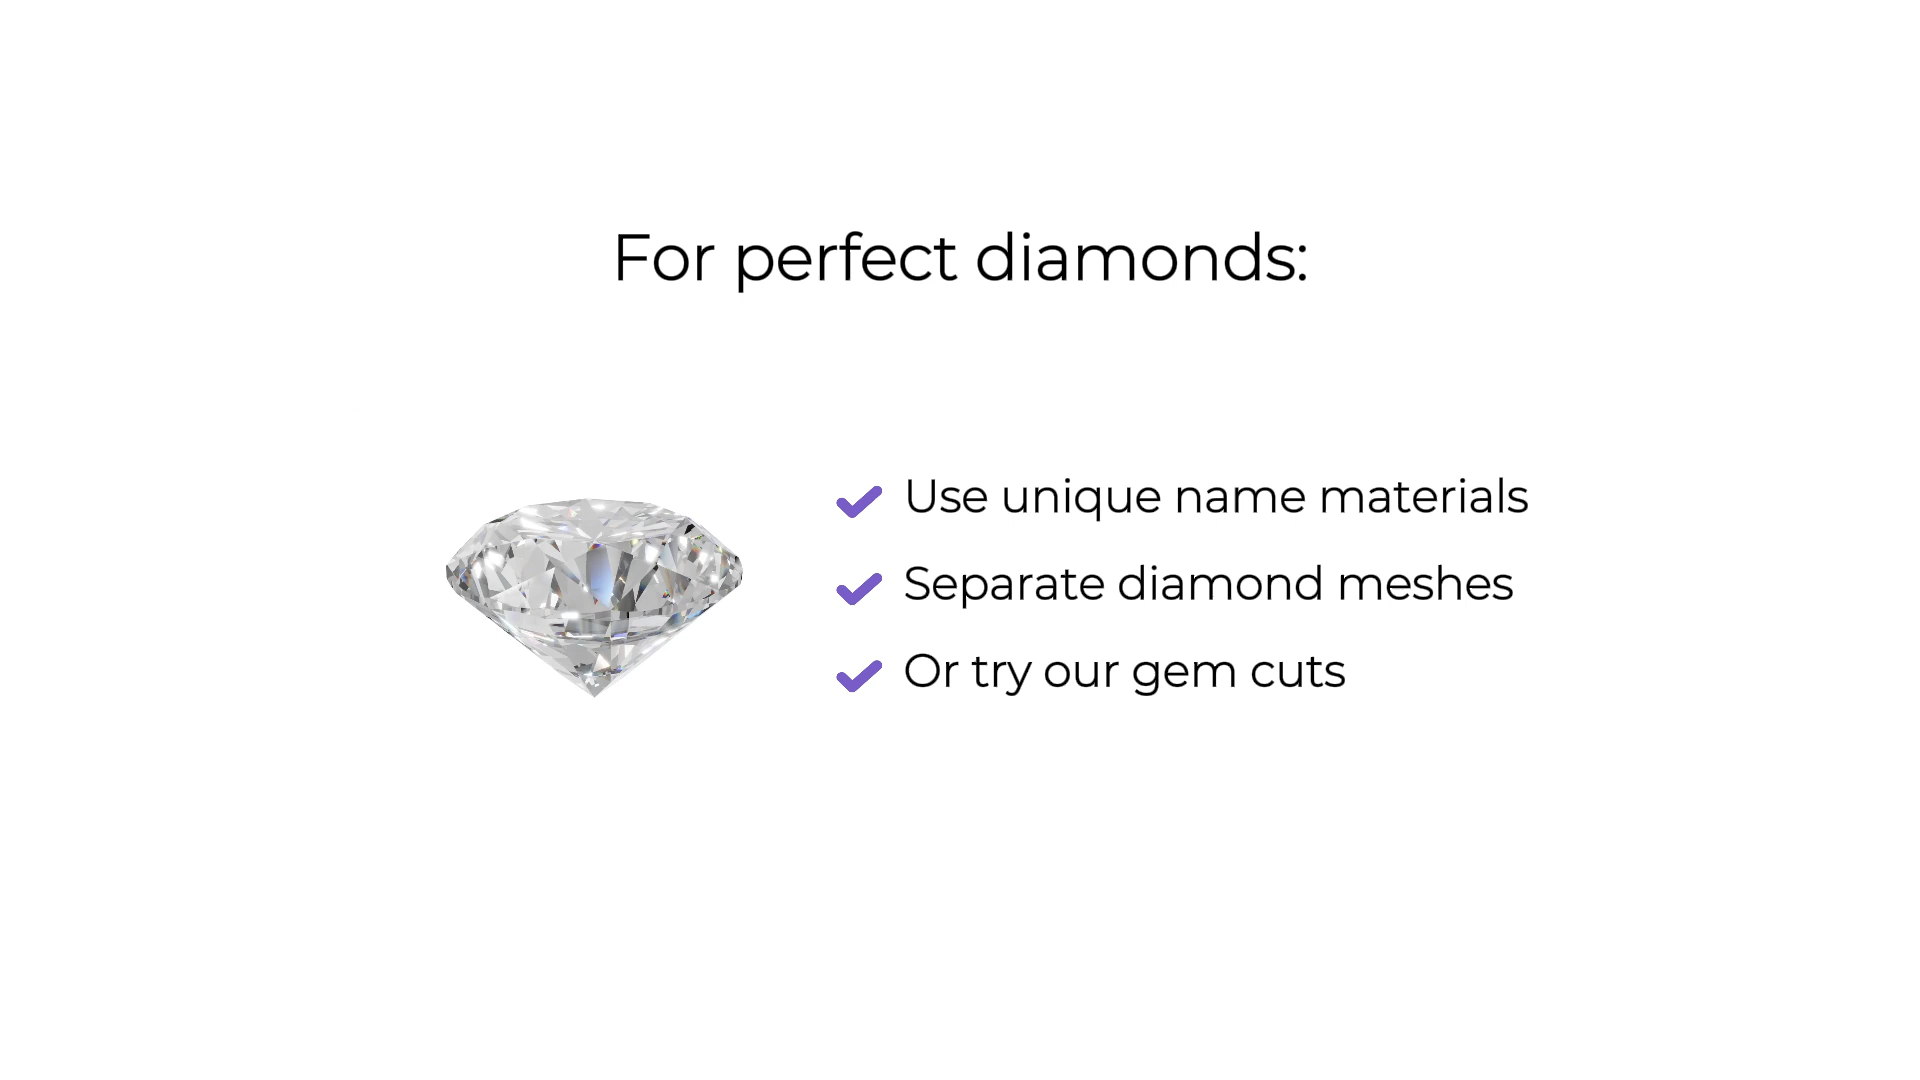 For perfect diamonds:
Use unique name materials
Separate diamond meshes
Or try our gem cuts